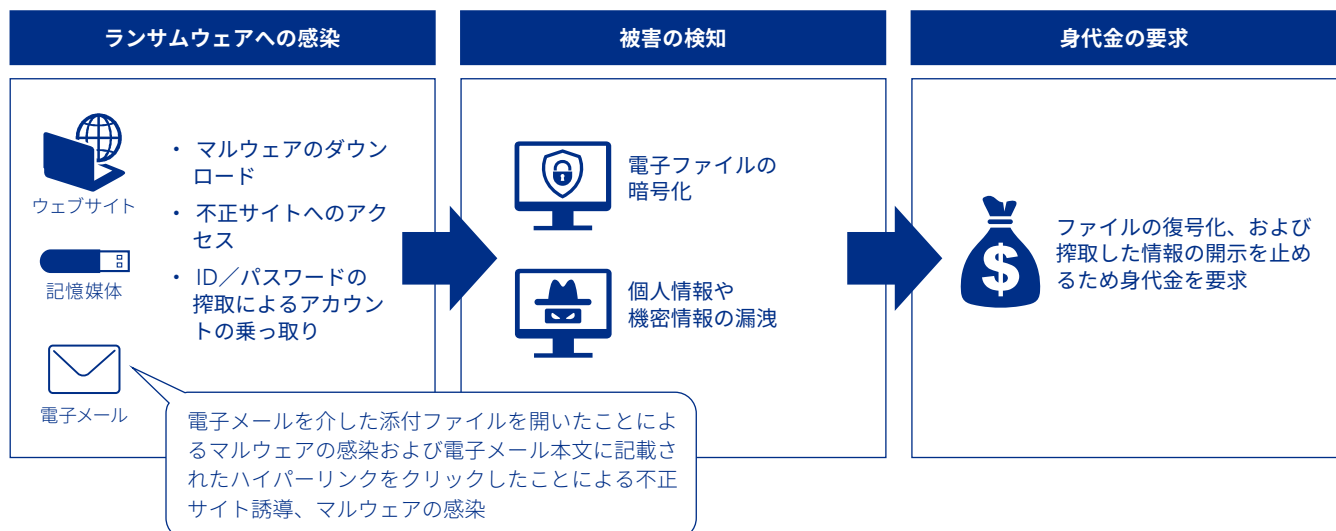 ランサムウェアへの感染
被害の検知
身代金の要求
ウェブサイト
記憶媒体
電子メール
・ マルウェアのダウン
ロード
・ 不正サイトへのアク
セス
・ ID／パスワードの
搾取によるアカウン
トの乗っ取り
電子メールを介した添付ファイルを開いたことによ
るマルウェアの感染および電子メール本文に記載さ
れたハイパーリンクをクリックしたことによる不正
サイト誘導、マルウェアの感染
電子ファイルの
暗号化
個人情報や
機密情報の漏洩
$
ファイルの復号化、および
搾取した情報の開示を止め
るため身代金を要求